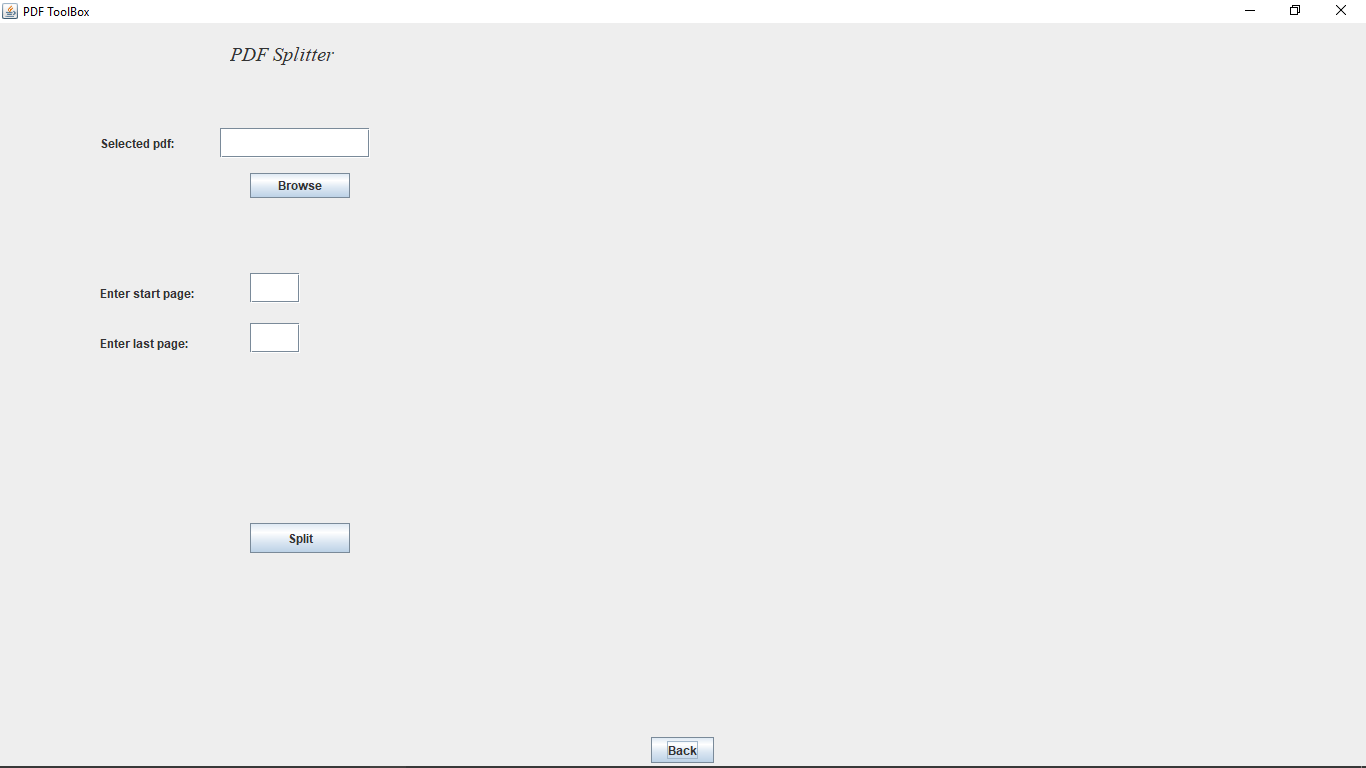 PDF ToolBox
PDF Splitter
Selected pdf:
Browse
Enter start page:
Enter last page:
Split
Back